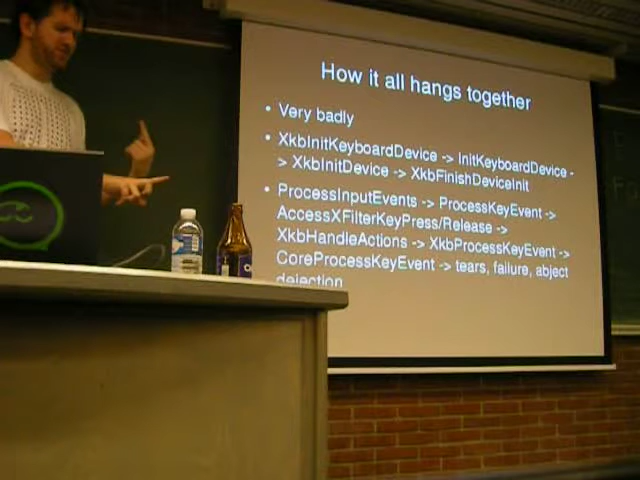 How it all hangs together
• Very badly
• XkbInitKeyboardDevice -> InitKeyboardDevice -
> XkbInitDevice -> XkbFinishDeviceInit
• ProcessInputEvents -> ProcessKeyEvent ->
AccessXFilterKeyPress/Release ->
XkbHandleActions -> XkbProcessKeyEvent ->
CoreProcessKeyEvent -> tears, failure, abject
dejection